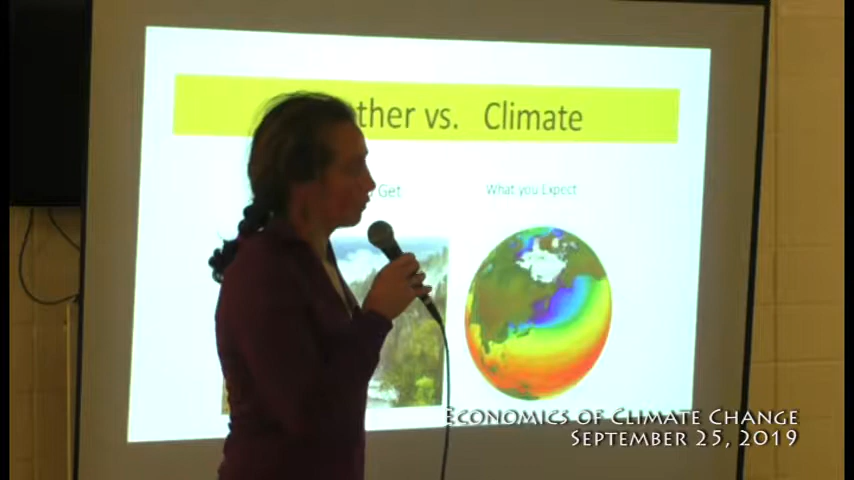 ther vs. Climate
Get
What you Expect
Economics of Climate Change
September 25, 2019